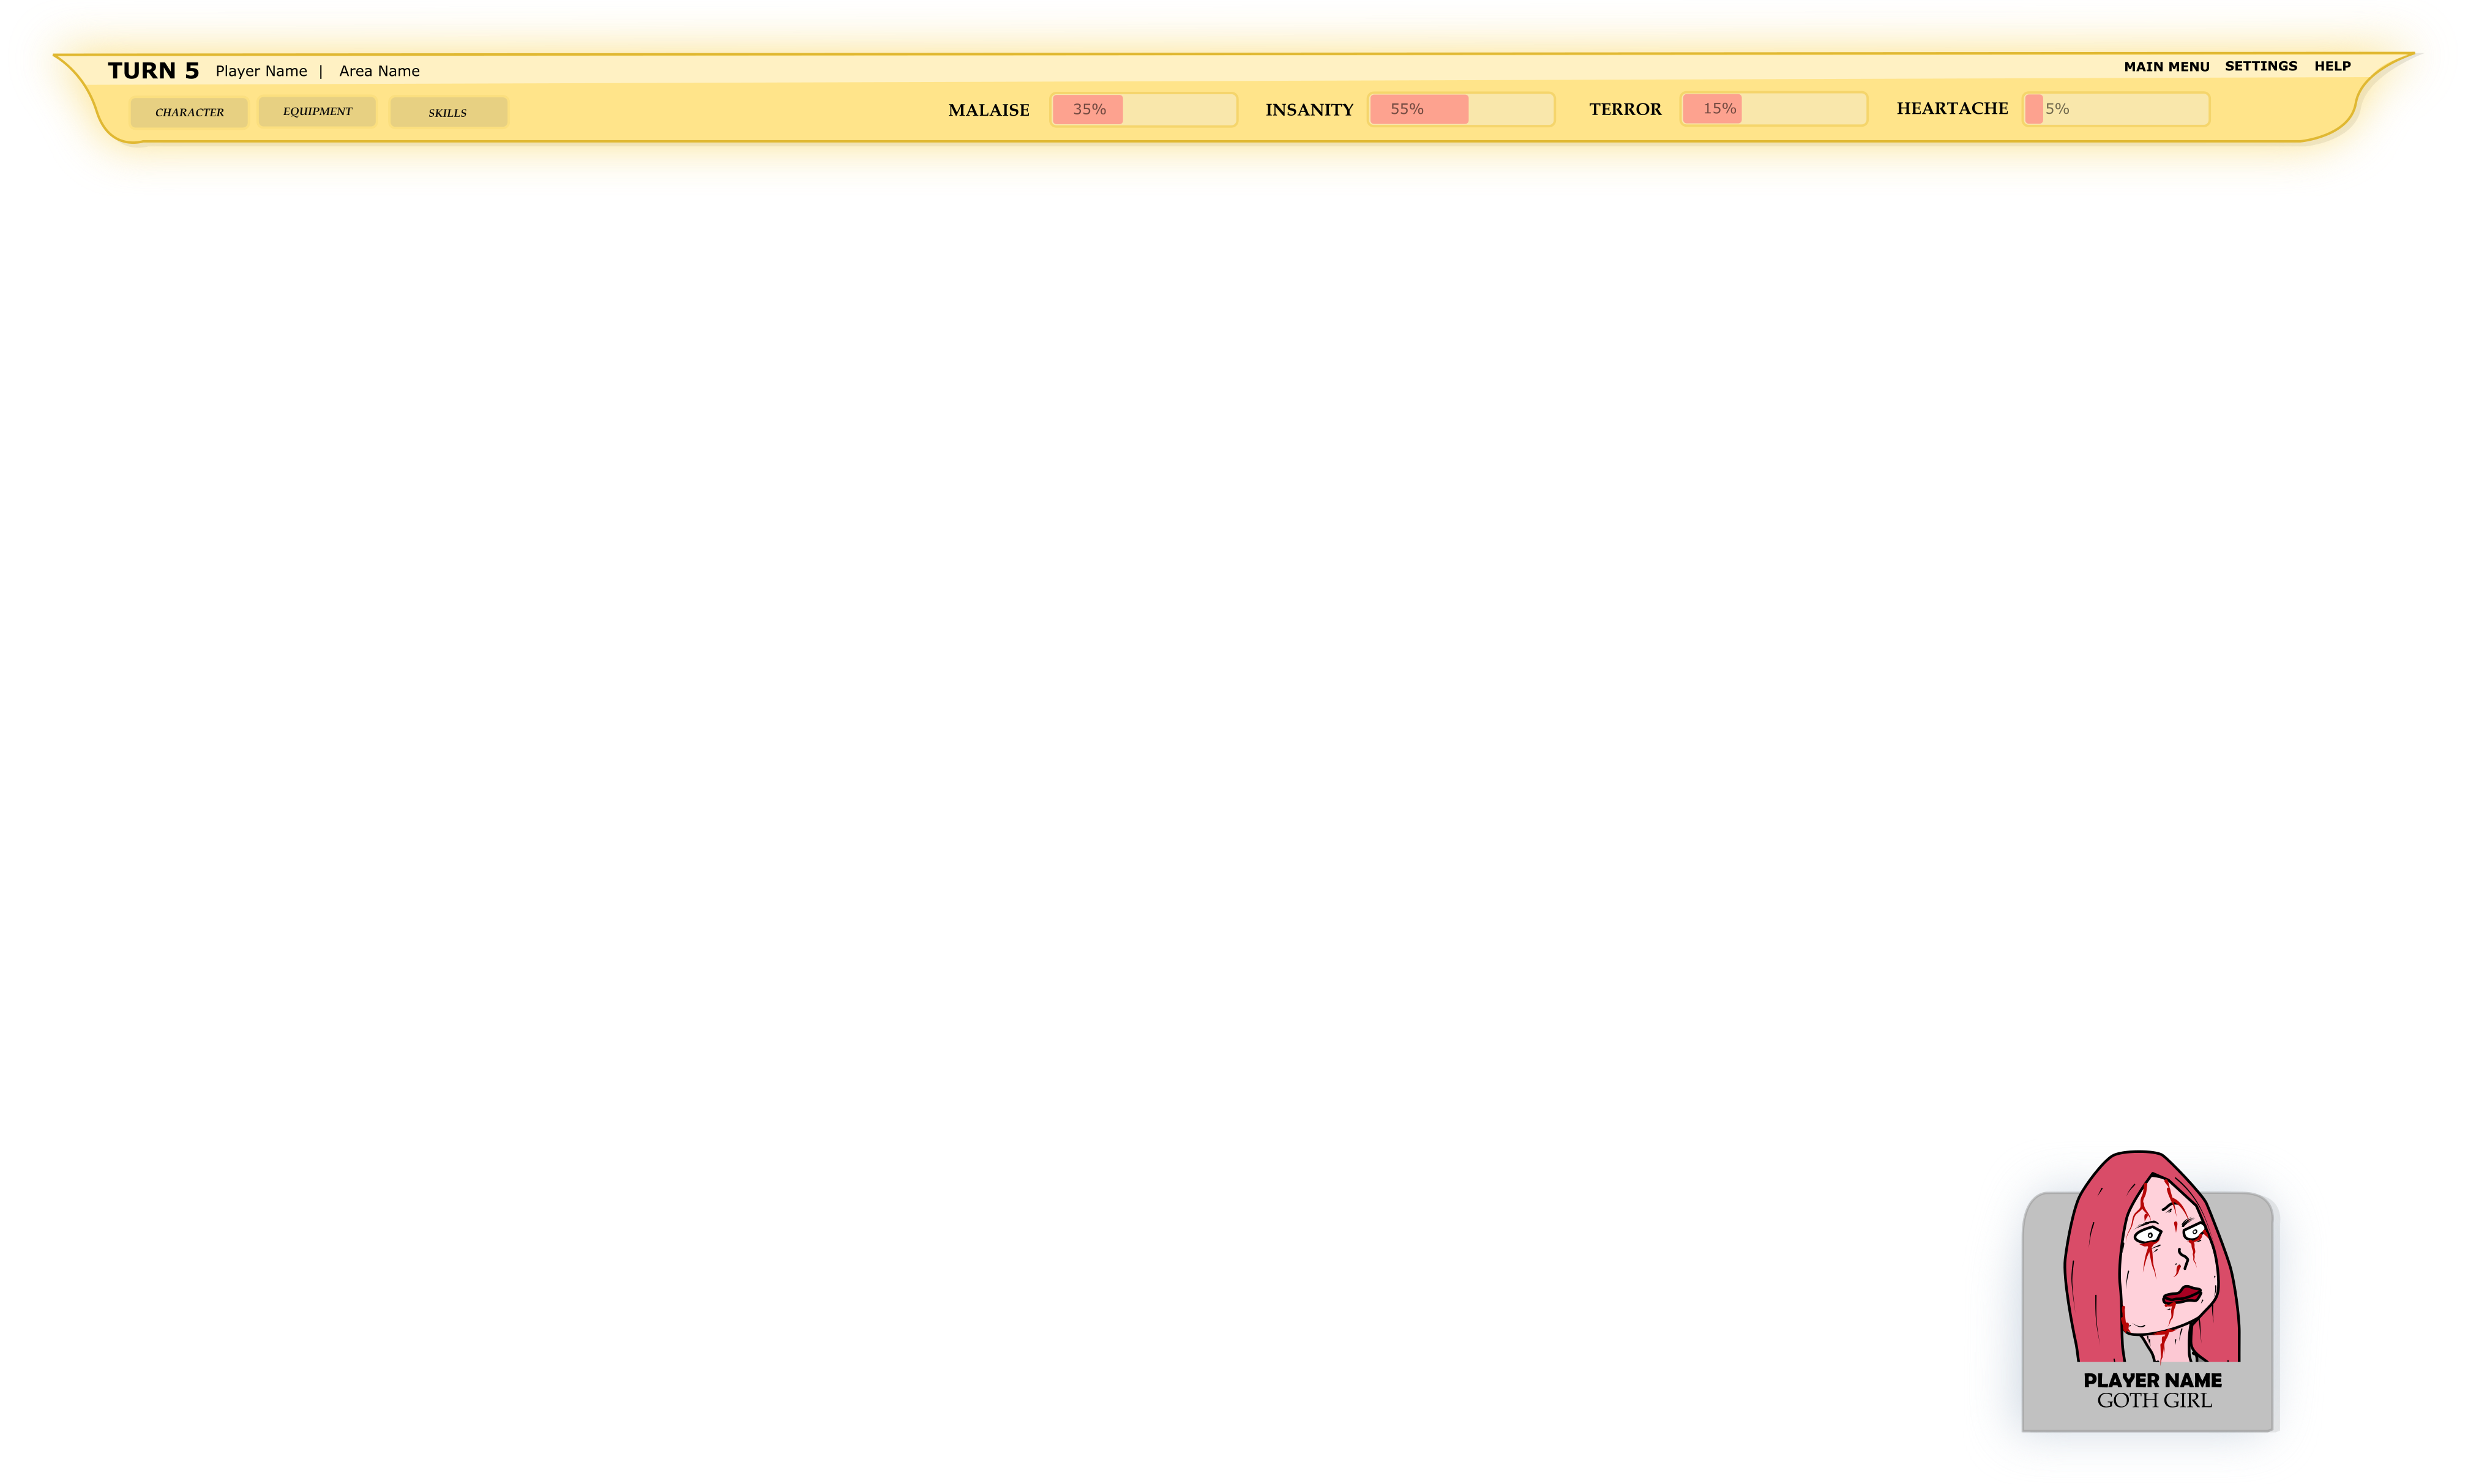 TURN 5 Player Name | Area Name MAIN MENU SETTINGS HELP
CHARACTER EQUIPMENT SKILLS MALAISE 35% INSANITY 55% TERROR 15% HEARTACHE 5%
PLAYER NAME
GOTH GIRL